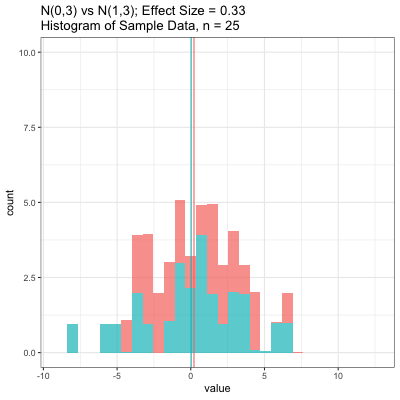 N(0,3) vs N(1,3); Effect Size = 0.33
Histogram of Sample Data, n = 25
10.0
7.5
5.0
2.5
0.0
count
-10 -5 0 5 10
value